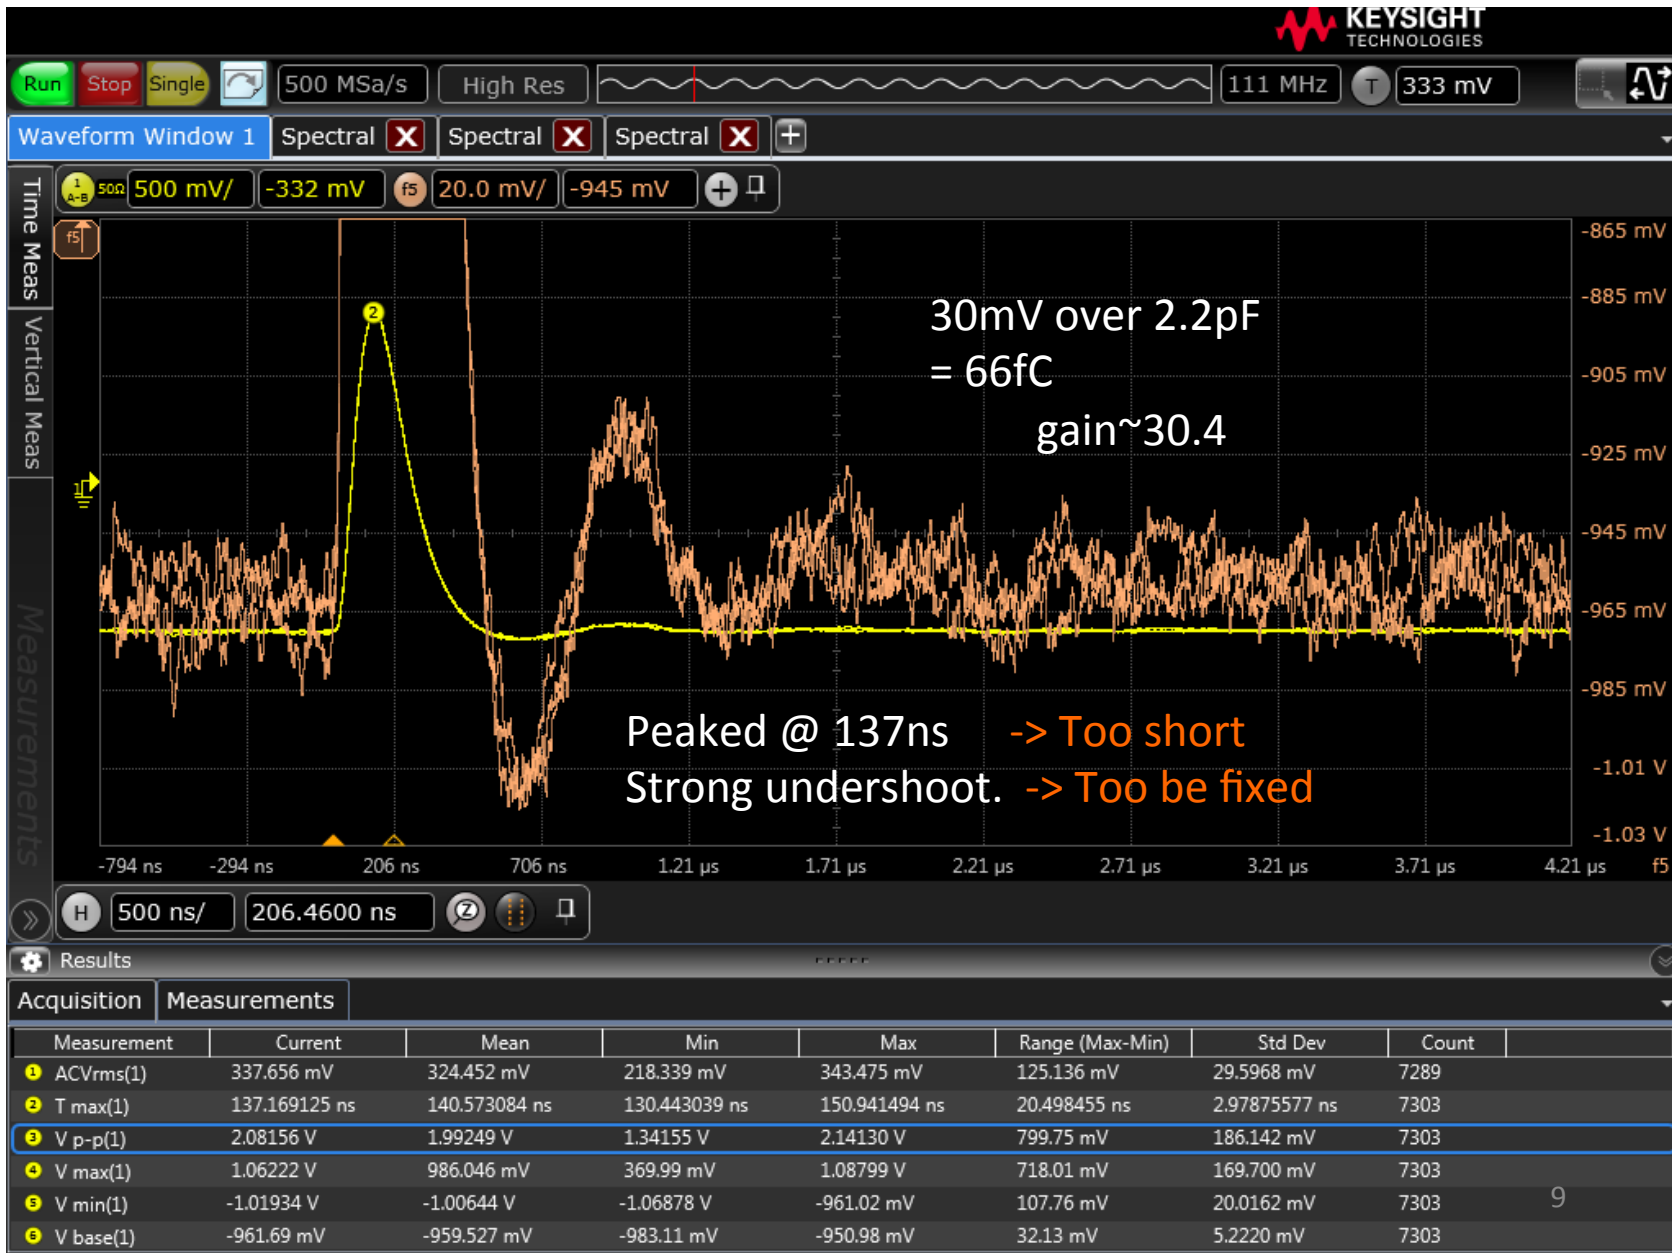 KEYSIGHT
TECHNOLOGIES
Run Stop Single 500 MSa/s High Res 111 MHz T 333 mV
Waveform Window 1 Spectral X Spectral X Spectral X +
1 A-B 50Ω 500 mV/ -332 mV f5 20.0 mV/ -945 mV +
Time Meas
Vertical Meas
Measurements
f5
2
1
-865 mV
-885 mV
-905 mV
-925 mV
-945 mV
-965 mV
-985 mV
-1.01 V
-1.03 V
30mV over 2.2pF
= 66fC
gain~30.4
Peaked @ 137ns -> Too short
Strong undershoot. -> Too be fixed
-794 ns -294 ns 206 ns 706 ns 1.21 µs 1.71 µs 2.21 µs 2.71 µs 3.21 µs 3.71 µs 4.21 µs f5
H 500 ns/ 206.4600 ns Z
Results
Acquisition Measurements
Measurement Current Mean Min Max Range (Max-Min) Std Dev Count
1 ACVrms(1) 337.656 mV 324.452 mV 218.339 mV 343.475 mV 125.136 mV 29.5968 mV 7289
2 T max(1) 137.169125 ns 140.573084 ns 130.443039 ns 150.941494 ns 20.498455 ns 2.97875577 ns 7303
3 V p-p(1) 2.08156 V 1.99249 V 1.34155 V 2.14130 V 799.75 mV 186.142 mV 7303
4 V max(1) 1.06222 V 986.046 mV 369.99 mV 1.08799 V 718.01 mV 169.700 mV 7303
5 V min(1) -1.01934 V -1.00644 V -1.06878 V -961.02 mV 107.76 mV 20.0162 mV 7303
6 V base(1) -961.69 mV -959.527 mV -983.11 mV -950.98 mV 32.13 mV 5.2220 mV 7303
9